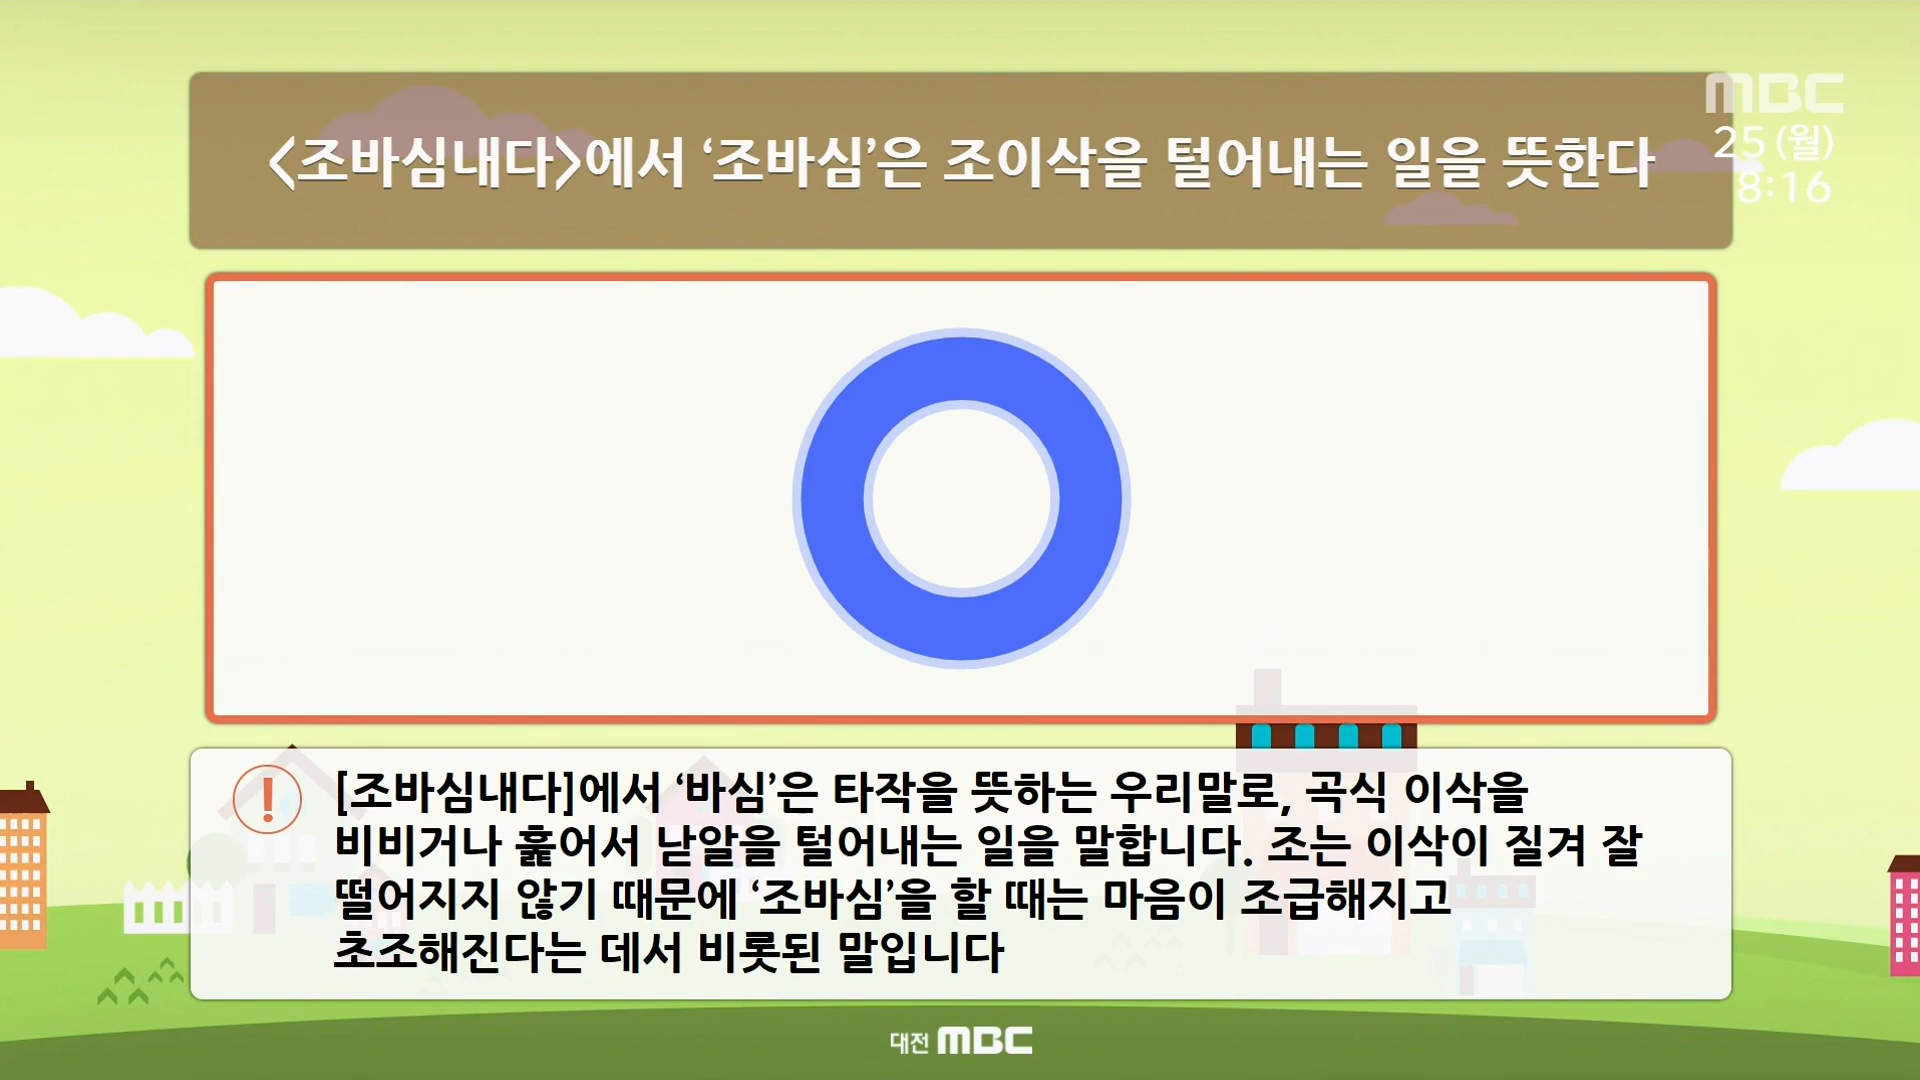 <조바심내다>에서 ‘조바심’은 조이삭을 털어내는 일을 뜻한다
MBC
25 (월)
8:16
[조바심내다]에서 ‘바심’은 타작을 뜻하는 우리말로, 곡식 이삭을
비비거나 훑어서 낟알을 털어내는 일을 말합니다. 조는 이삭이 질겨 잘
떨어지지 않기 때문에 ‘조바심’을 할 때는 마음이 조급해지고
초조해진다는 데서 비롯된 말입니다
대전 MBC